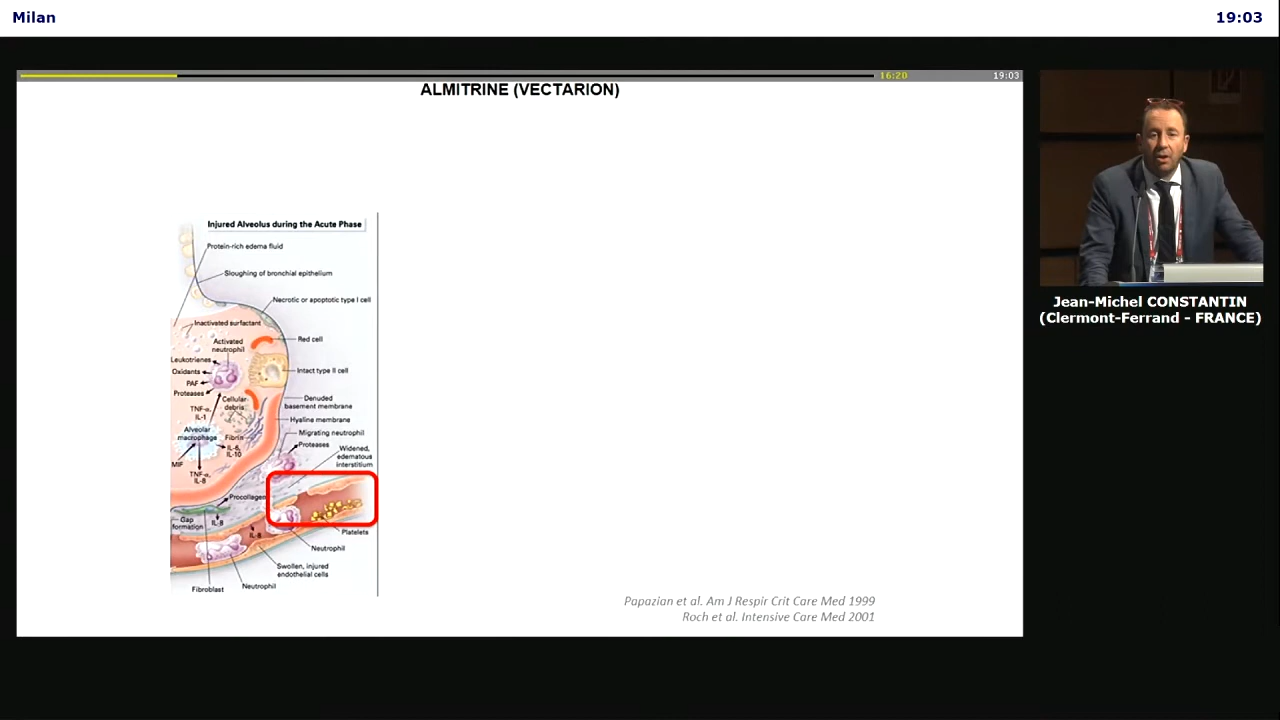 Milan
19:03
16:20
19:03
ALMITRINE (VECTARION)
Injured Alveolus during the Acute Phase
Protein-rich edema fluid
Sloughing of bronchial epithelium
Necrotic or apoptotic type I cell
Inactivated surfactant
Red cell
Activated
neutrophil
Leukotrienes
Oxidants
PAF
Proteases
Intact type II cell
TNF-α,
IL-1
Cellular
debris
Denuded
basement membrane
Hyaline membrane
Alveolar
macrophage
Fibrin
Migrating neutrophil
Proteases
IL-6,
IL-10
Widened,
edematous
interstitium
MIF
TNF-α,
IL-8
Procollagen
Gap
formation
IL-8
IL-8
Platelets
Neutrophil
Swollen, injured
endothelial cells
Fibroblast
Neutrophil
Papazian et al. Am J Respir Crit Care Med 1999
Roch et al. Intensive Care Med 2001
Jean-Michel CONSTANTIN
(Clermont-Ferrand - FRANCE)